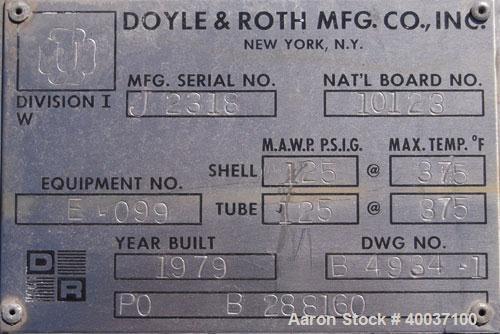 DOYLE & ROTH MFG. CO., INC.
NEW YORK, N.Y.
U
MFG. SERIAL NO. NAT'L BOARD NO.
DIVISION I J 2318 10123
W
M.A.W.P. P.S.I.G. MAX. TEMP. °F
SHELL 125 @ 375
EQUIPMENT NO.
E-099 TUBE 125 @ 375
YEAR BUILT DWG NO.
D R 1979 B 4934-1
PO B 288160
Aaron Stock # 40037100